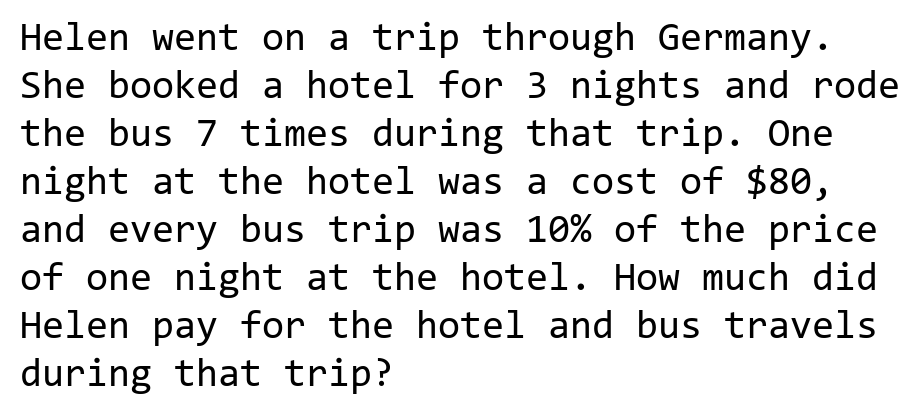 Helen went on a trip through Germany.
She booked a hotel for 3 nights and rode
the bus 7 times during that trip. One
night at the hotel was a cost of $80,
and every bus trip was 10% of the price
of one night at the hotel. How much did
Helen pay for the hotel and bus travels
during that trip?